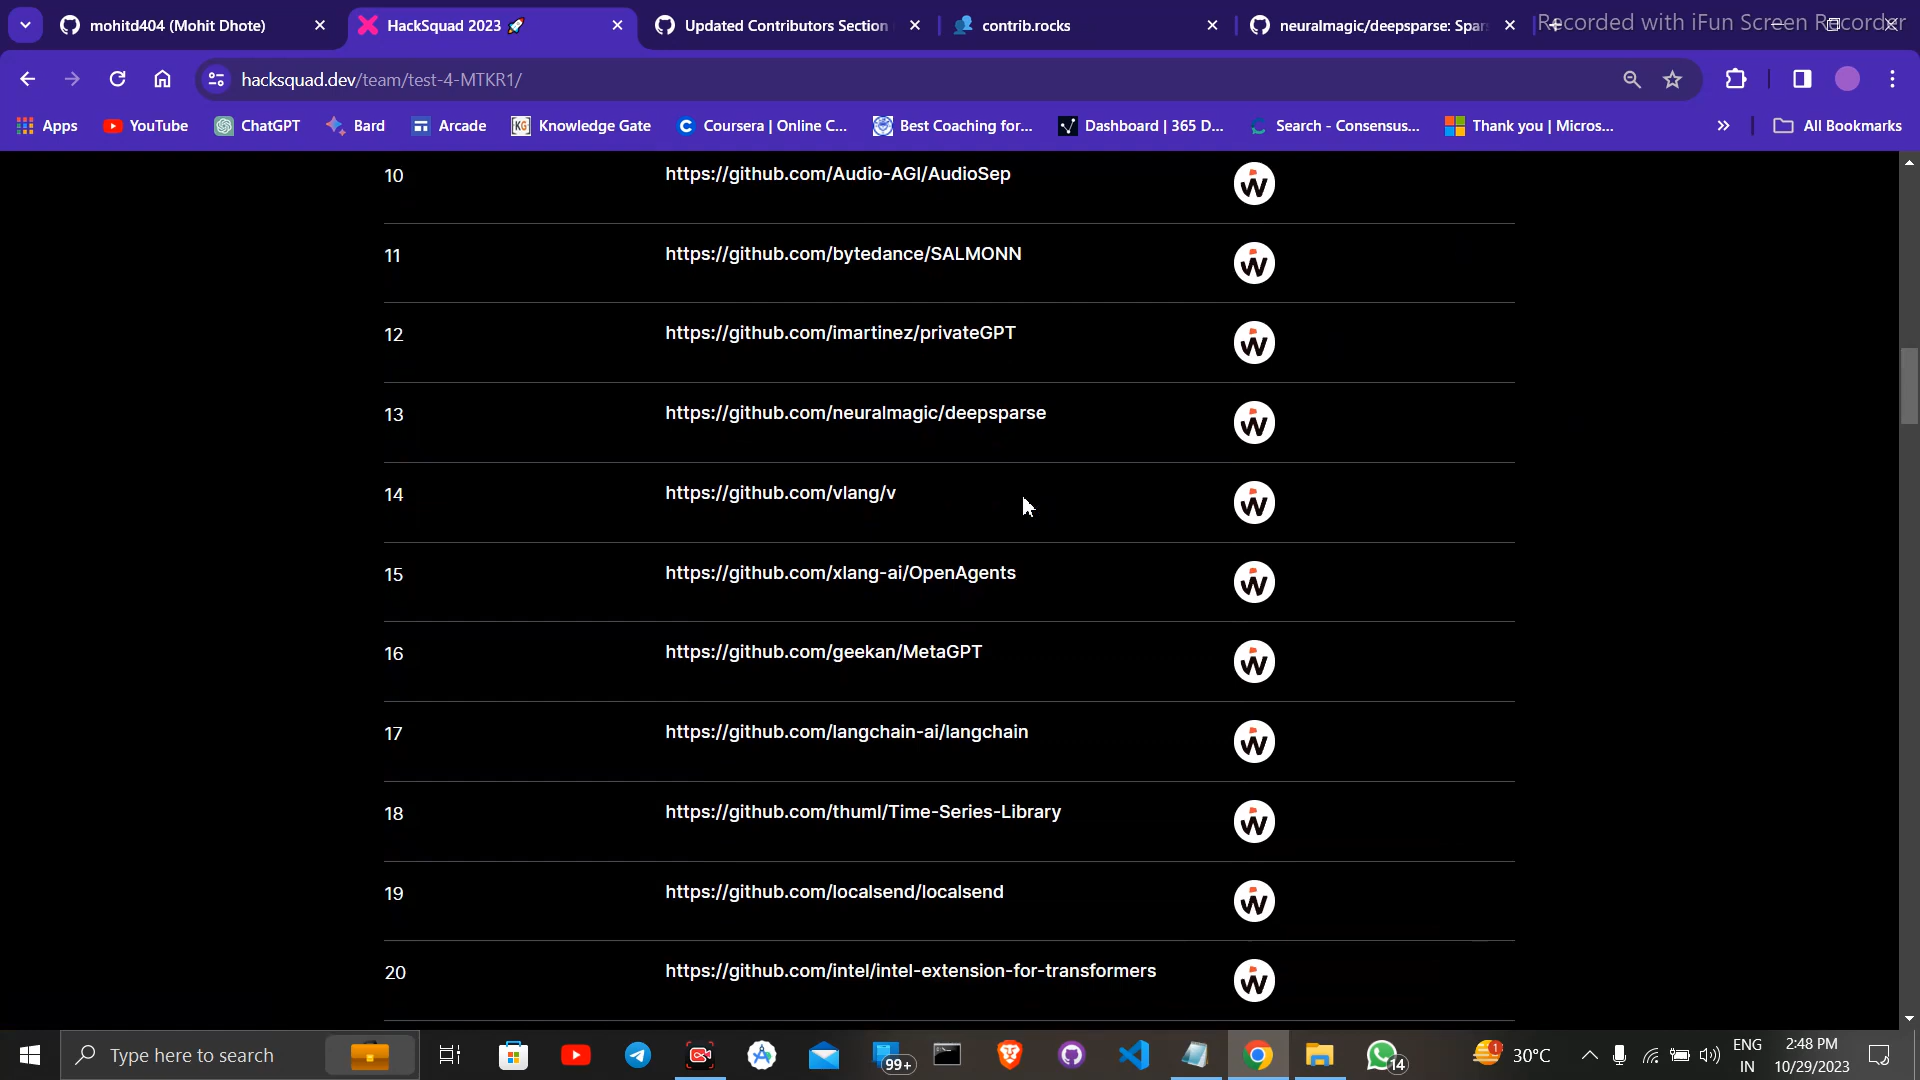 mohitd404 (Mohit Dhote)
HackSquad 2023 🚀
Updated Contributors Section
contrib.rocks
neuralmagic/deepsparse: Spars
Recorded with iFun Screen Recorder
hacksquad.dev/team/test-4-MTKR1/
Apps
YouTube
ChatGPT
Bard
Arcade
KG Knowledge Gate
Coursera | Online C...
Best Coaching for...
Dashboard | 365 D...
Search - Consensus...
Thank you | Micros...
All Bookmarks
10 https://github.com/Audio-AGI/AudioSep
11 https://github.com/bytedance/SALMONN
12 https://github.com/imartinez/privateGPT
13 https://github.com/neuralmagic/deepsparse
14 https://github.com/vlang/v
15 https://github.com/xlang-ai/OpenAgents
16 https://github.com/geekan/MetaGPT
17 https://github.com/langchain-ai/langchain
18 https://github.com/thuml/Time-Series-Library
19 https://github.com/localsend/localsend
20 https://github.com/intel/intel-extension-for-transformers
Type here to search
99+
14
1
30°C
ENG
IN
2:48 PM
10/29/2023